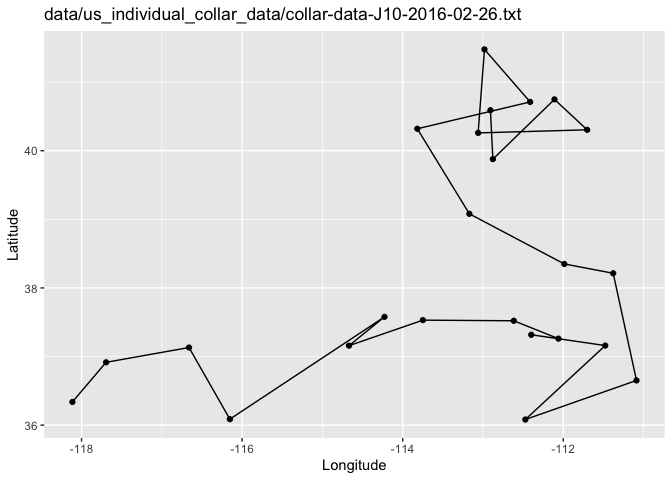 data/us_individual_collar_data/collar-data-J10-2016-02-26.txt
40
38
36
Latitude
-118
-116
-114
-112
Longitude